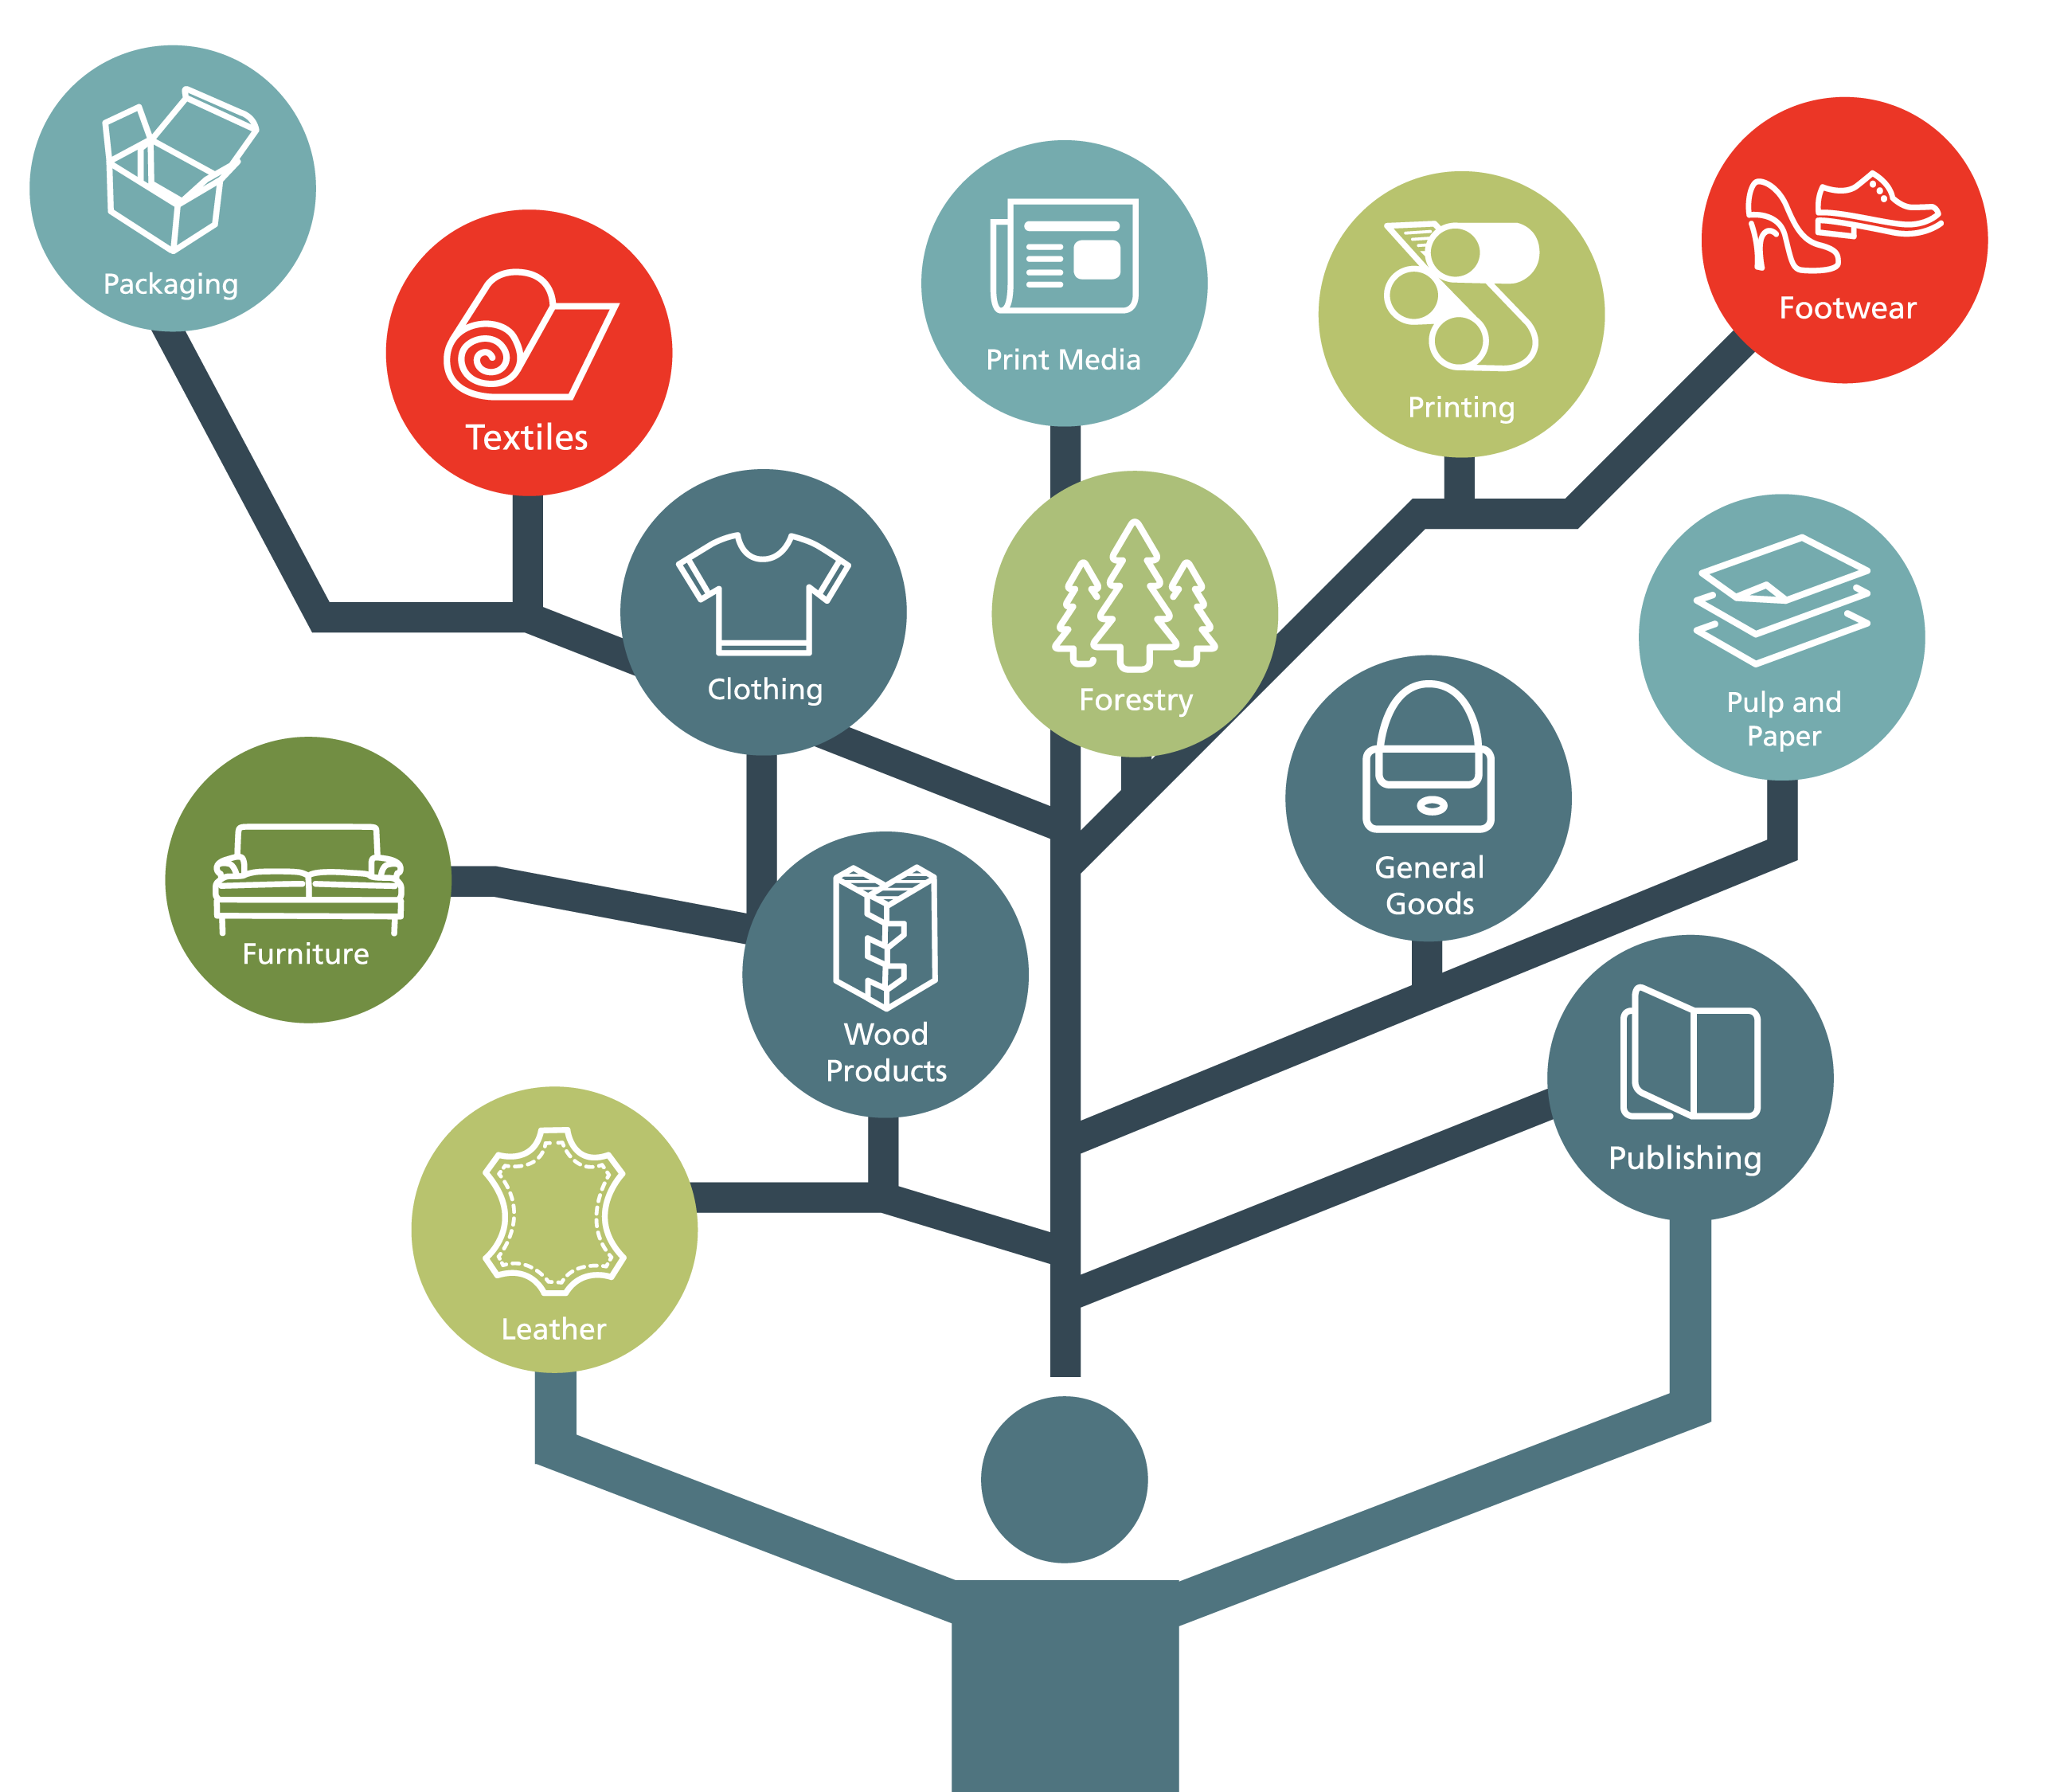 Packaging
Textiles
Print Media
Printing
Footwear
Clothing
Forestry
Pulp and
Paper
General
Goods
Furniture
Wood
Products
Publishing
Leather